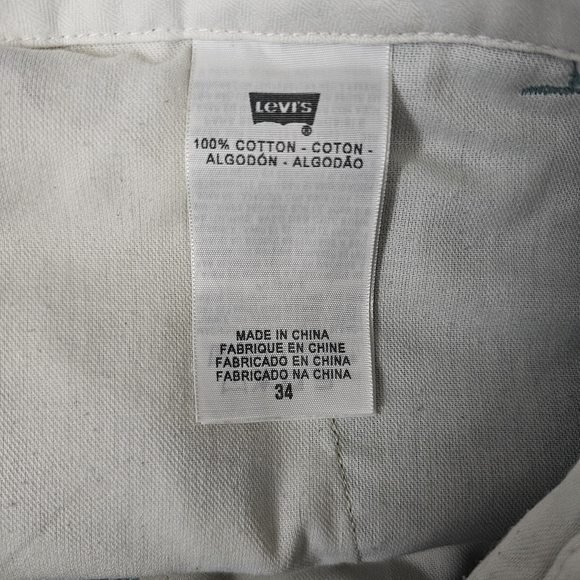 Levi's
®
100% COTTON - COTON -
ALGODÓN - ALGODÃO
MADE IN CHINA
FABRIQUE EN CHINE
FABRICADO EN CHINA
FABRICADO NA CHINA
34